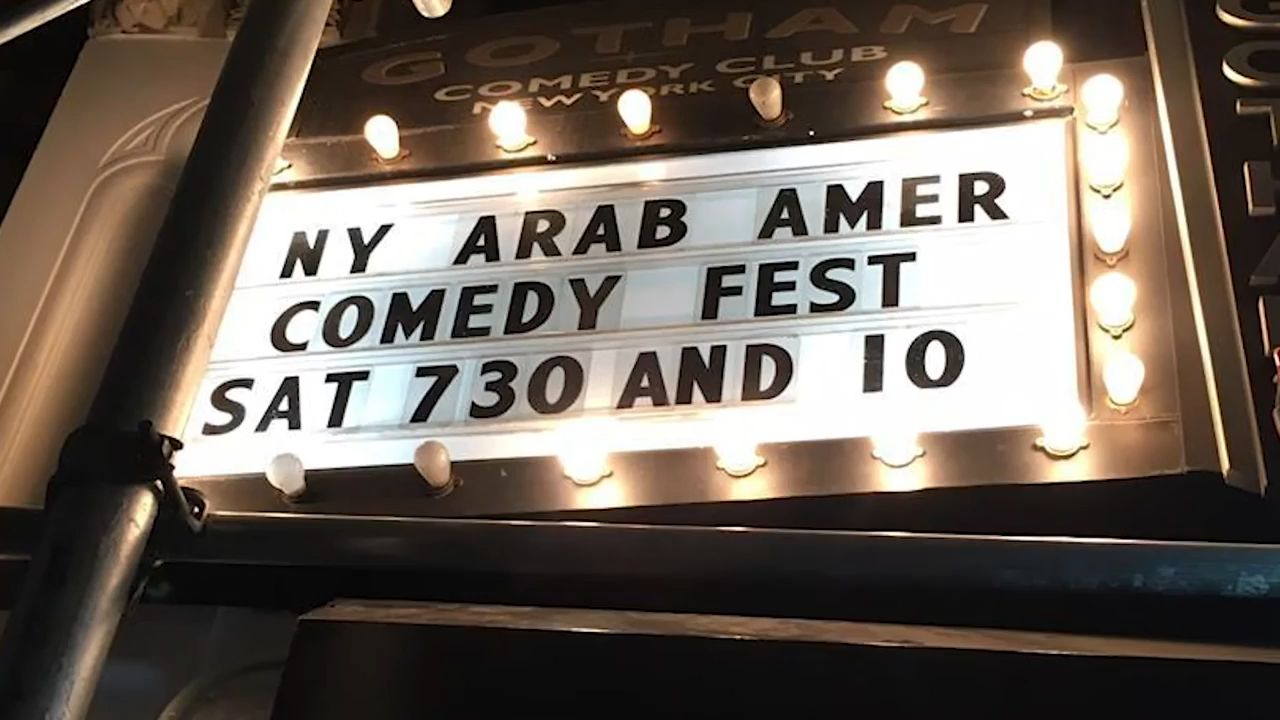 GOTHAM
COMEDY CLUB
NEW YORK CITY
NY ARAB AMER
COMEDY FEST
SAT 730 AND 10